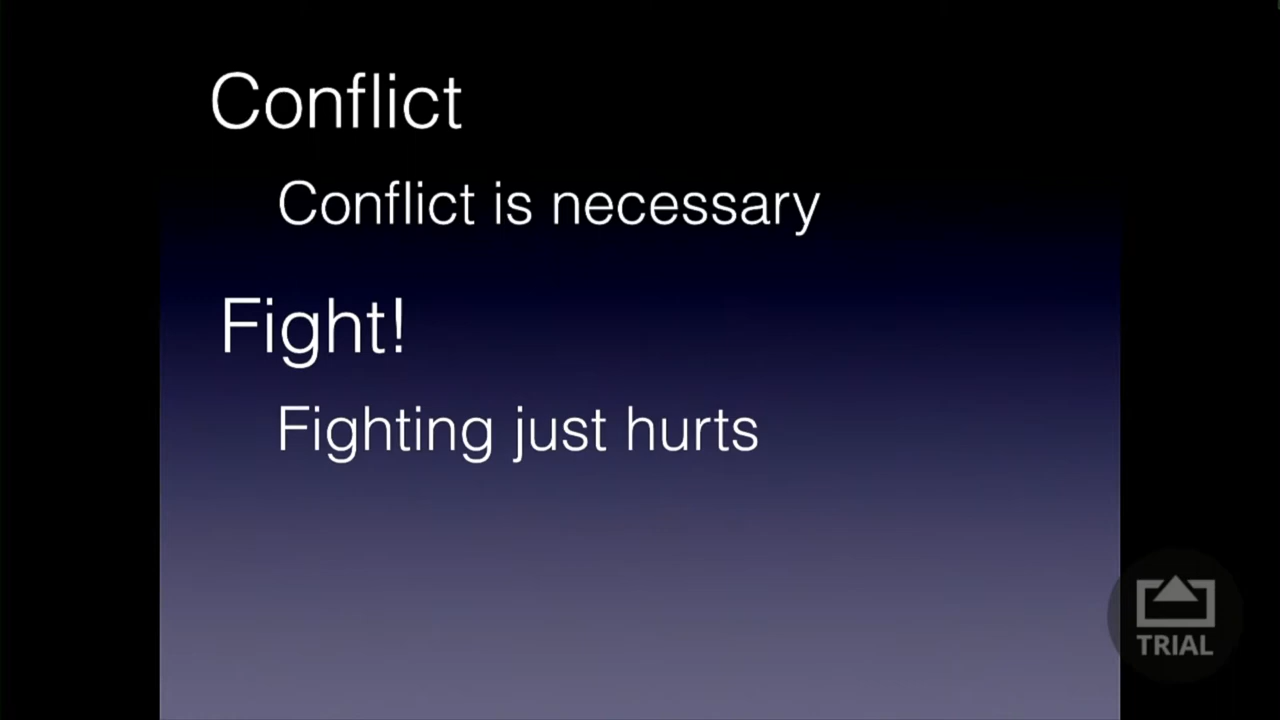 Conflict
Conflict is necessary
Fight!
Fighting just hurts
TRIAL